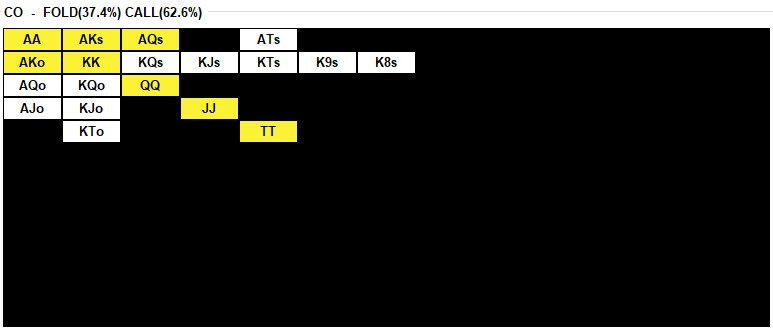 CO - FOLD(37.4%) CALL(62.6%)
AA AKs AQs ATs
AKo KK KQs KJs KTs K9s K8s
AQo KQo QQ
AJo KJo JJ
KTo TT